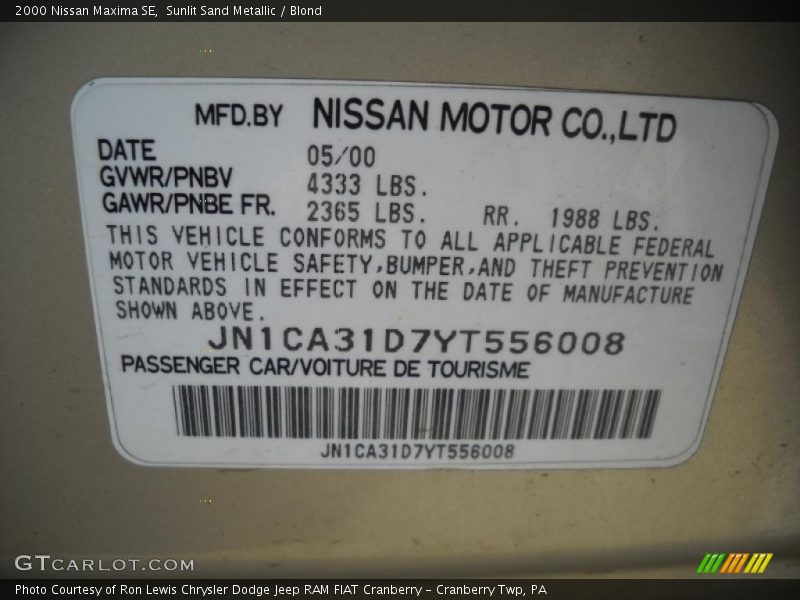 2000 Nissan Maxima SE, Sunlit Sand Metallic / Blond
MFD.BY NISSAN MOTOR CO.,LTD
DATE 05/00
GVWR/PNBV 4333 LBS.
GAWR/PNBE FR. 2365 LBS. RR. 1988 LBS.
THIS VEHICLE CONFORMS TO ALL APPLICABLE FEDERAL
MOTOR VEHICLE SAFETY,BUMPER,AND THEFT PREVENTION
STANDARDS IN EFFECT ON THE DATE OF MANUFACTURE
SHOWN ABOVE.
JN1CA31D7YT556008
PASSENGER CAR/VOITURE DE TOURISME
JN1CA31D7YT556008
GTCARLOT.COM
Photo Courtesy of Ron Lewis Chrysler Dodge Jeep RAM FIAT Cranberry - Cranberry Twp, PA